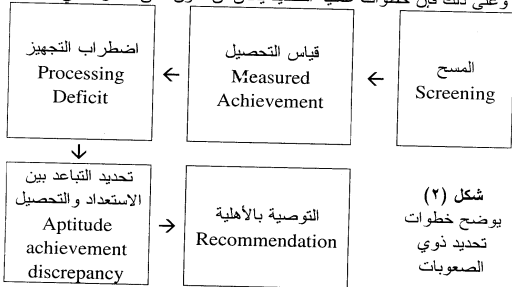 المسح
Screening
قياس التحصيل
Measured
Achievement
اضطراب التجهيز
Processing
Deficit
تحديد التباعد بين
الاستعداد والتحصيل
Aptitude
achievement
discrepancy
التوصية بالأهلية
Recommendation
شكل (٢)
يوضح خطوات
تحديد ذوي
الصعوبات